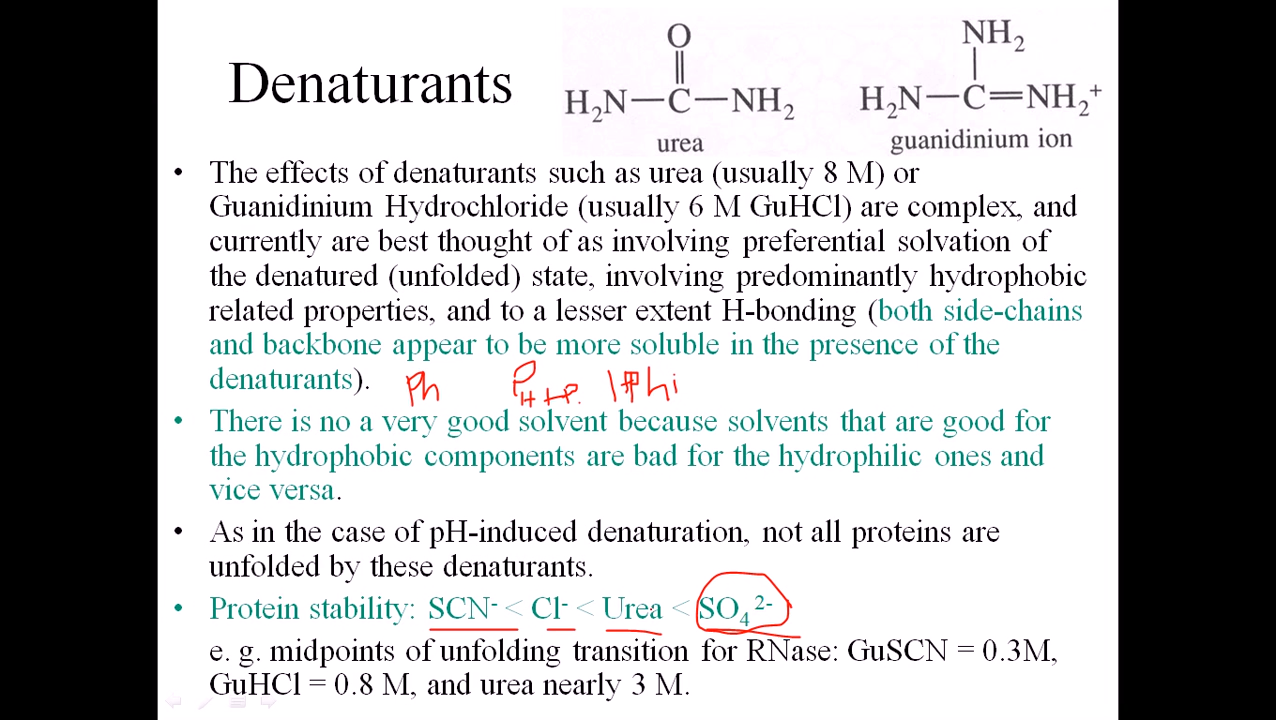 Denaturants
O
||
H₂N—C—NH₂
urea
NH₂
|
H₂N—C=NH₂⁺
guanidinium ion
• The effects of denaturants such as urea (usually 8 M) or
Guanidinium Hydrochloride (usually 6 M GuHCl) are complex, and
currently are best thought of as involving preferential solvation of
the denatured (unfolded) state, involving predominantly hydrophobic
related properties, and to a lesser extent H-bonding (both side-chains
and backbone appear to be more soluble in the presence of the
denaturants).
Ph
• There is no a very good solvent because solvents that are good for
the hydrophobic components are bad for the hydrophilic ones and
vice versa.
• As in the case of pH-induced denaturation, not all proteins are
unfolded by these denaturants.
• Protein stability: SCN⁻ < Cl⁻ < Urea < SO₄²⁻
e. g. midpoints of unfolding transition for RNase: GuSCN = 0.3M,
GuHCl = 0.8 M, and urea nearly 3 M.